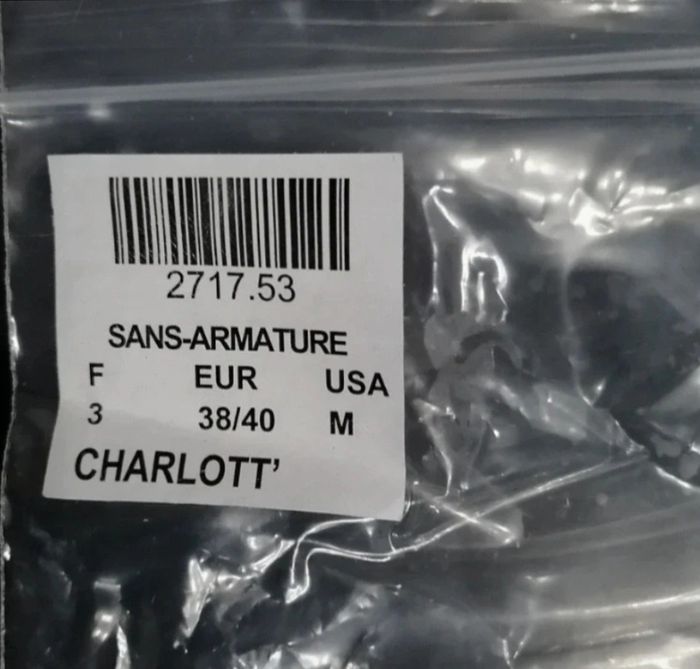 2717.53
SANS-ARMATURE
F EUR USA
3 38/40 M
CHARLOTT'